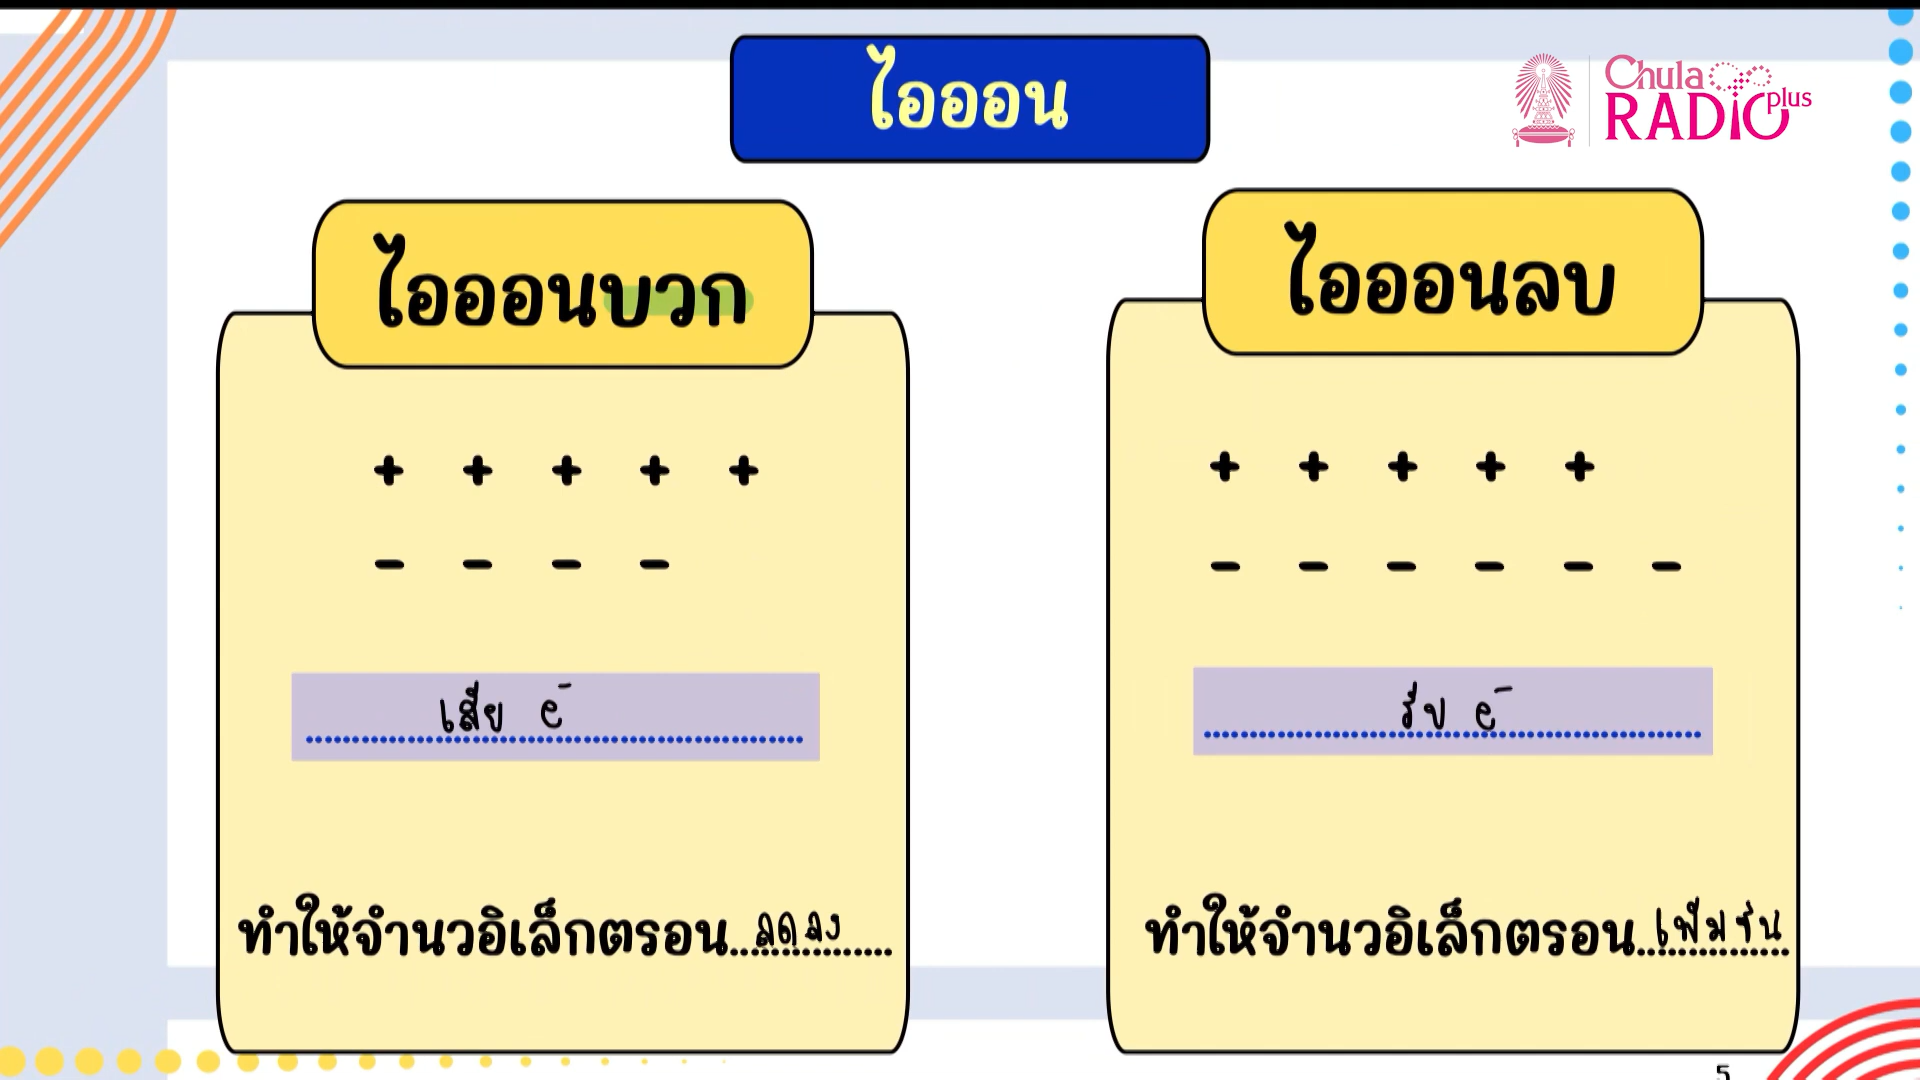 ไอออน
Chula
RADIO plus
ไอออนบวก
+ + + + +
- - - -
เสีย e⁻
ทำให้จำนวอิเล็กตรอน...ลดลง...
ไอออนลบ
+ + + + +
- - - - - -
รับ e⁻
ทำให้จำนวอิเล็กตรอน...เพิ่มขึ้น...
5